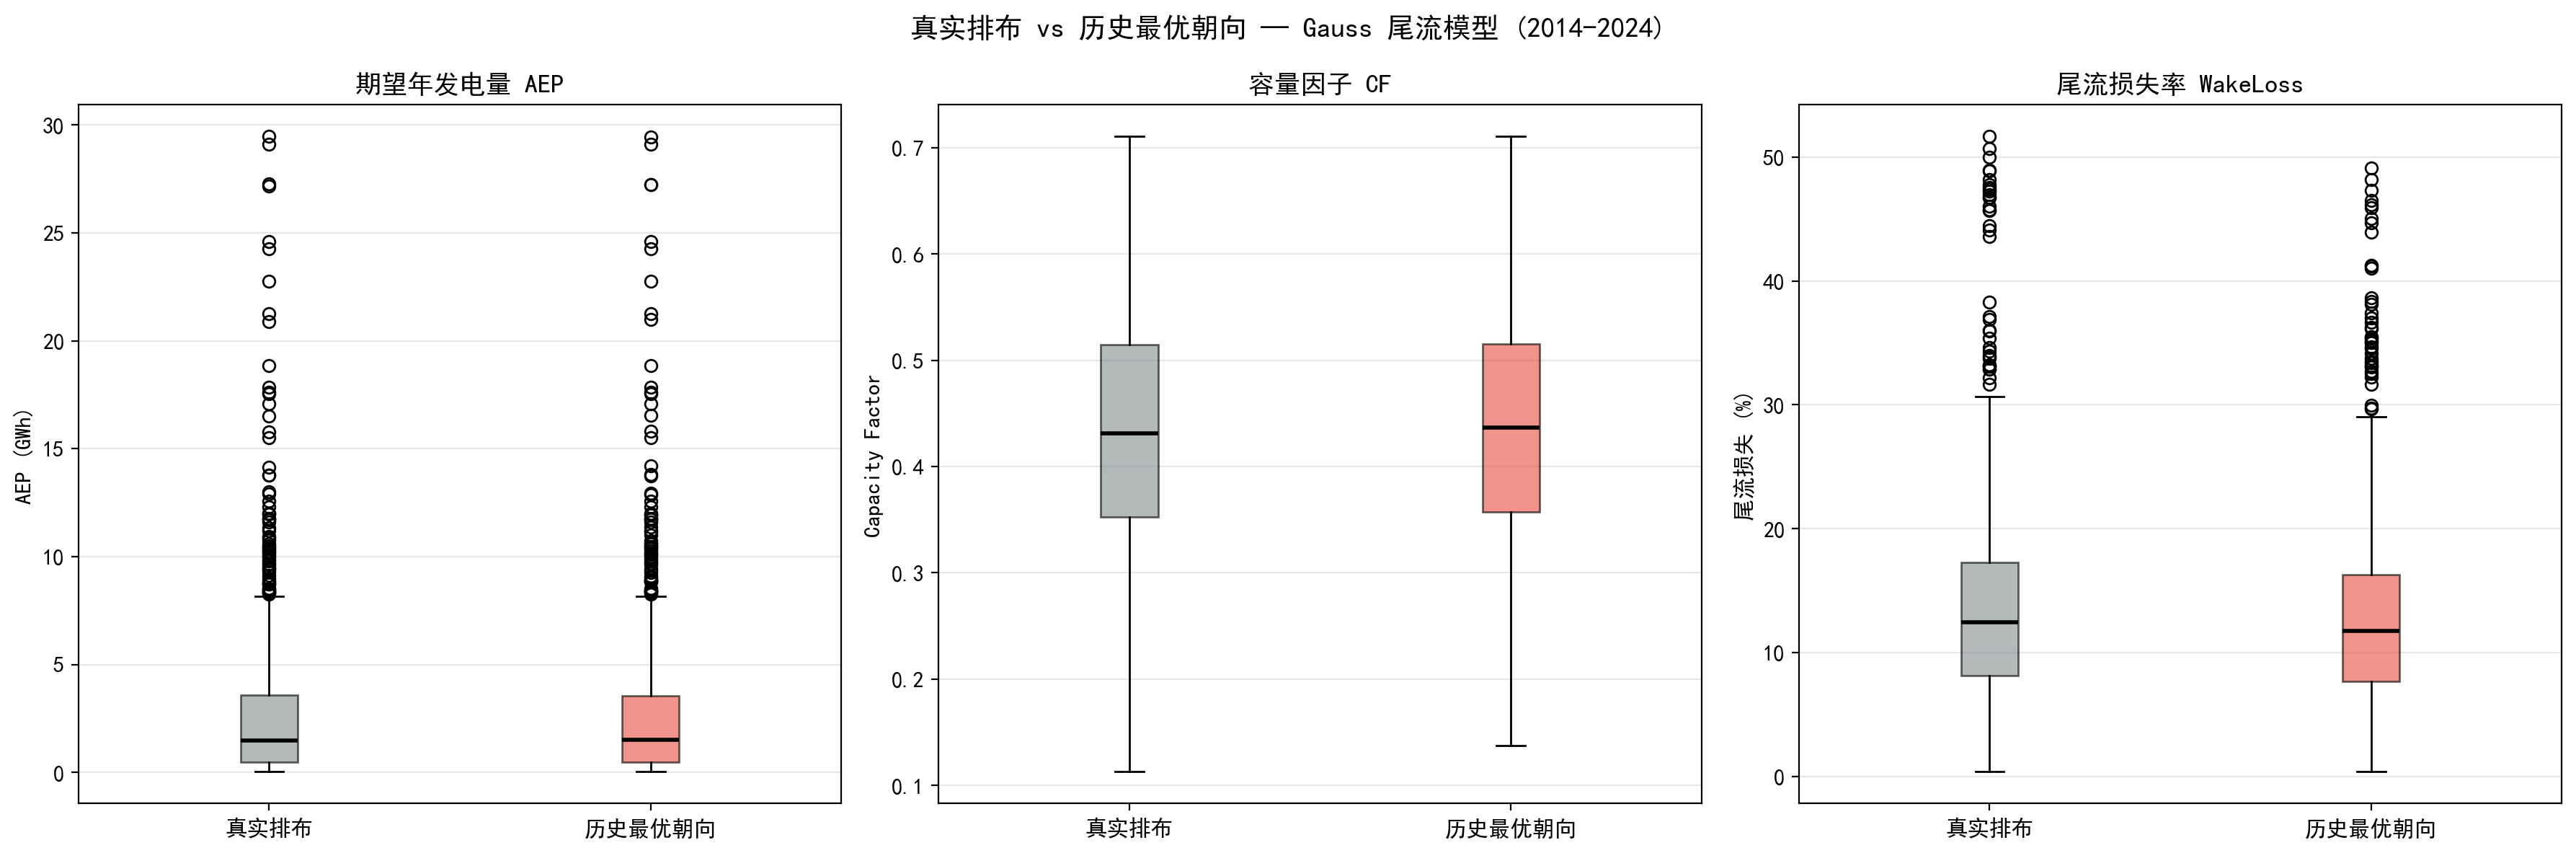 真实排布 vs 历史最优朝向 — Gauss 尾流模型 (2014-2024)
期望年发电量 AEP
AEP (GWh)
30
25
20
15
10
5
0
真实排布
历史最优朝向
容量因子 CF
Capacity Factor
0.7
0.6
0.5
0.4
0.3
0.2
0.1
真实排布
历史最优朝向
尾流损失率 WakeLoss
尾流损失 (%)
50
40
30
20
10
0
真实排布
历史最优朝向